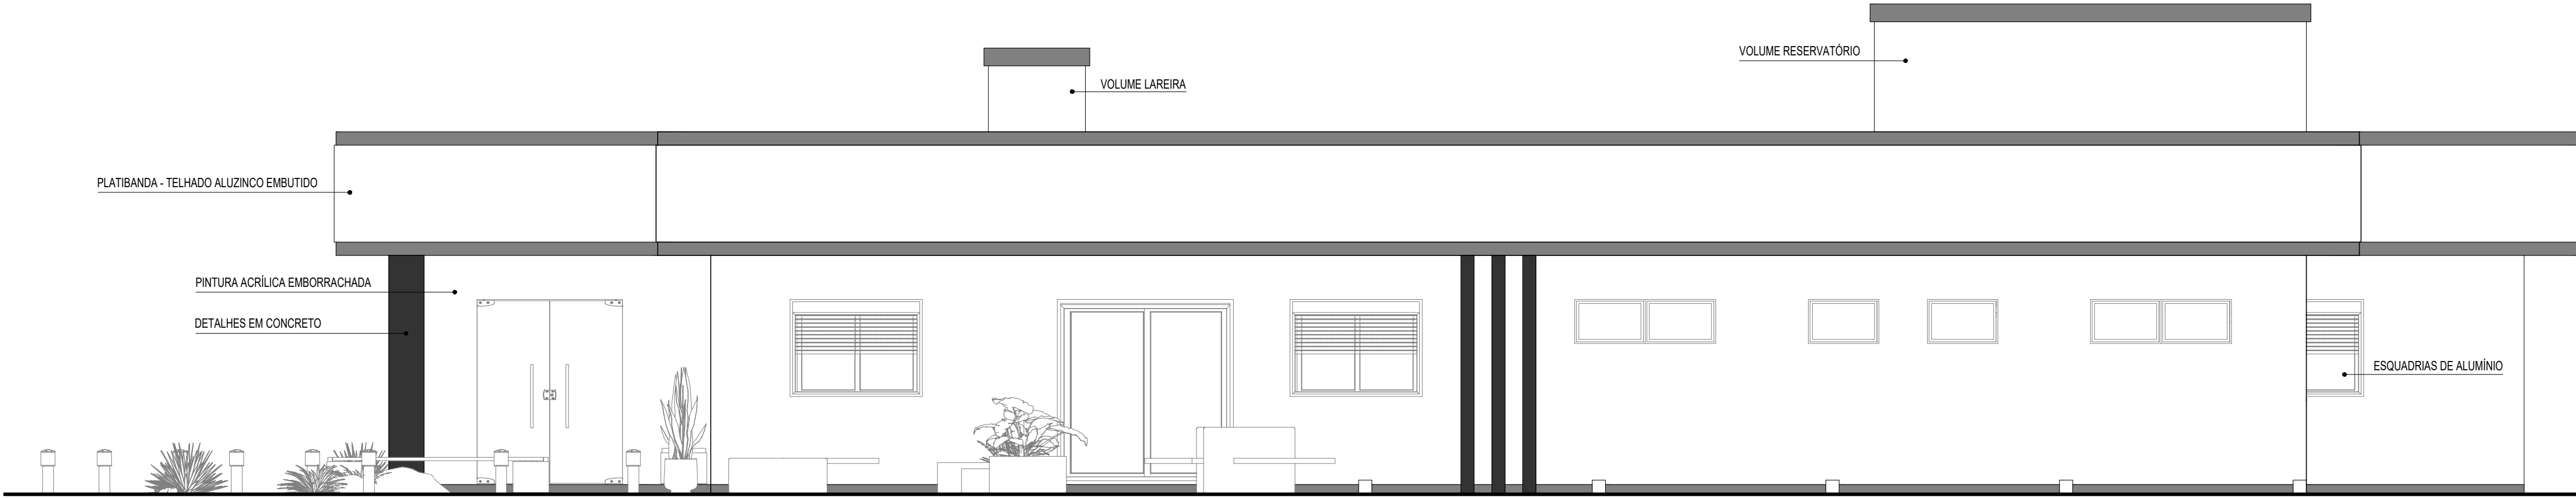 VOLUME RESERVATÓRIO
VOLUME LAREIRA
PLATIBANDA - TELHADO ALUZINCO EMBUTIDO
PINTURA ACRÍLICA EMBORRACHADA
DETALHES EM CONCRETO
ESQUADRIAS DE ALUMÍNIO